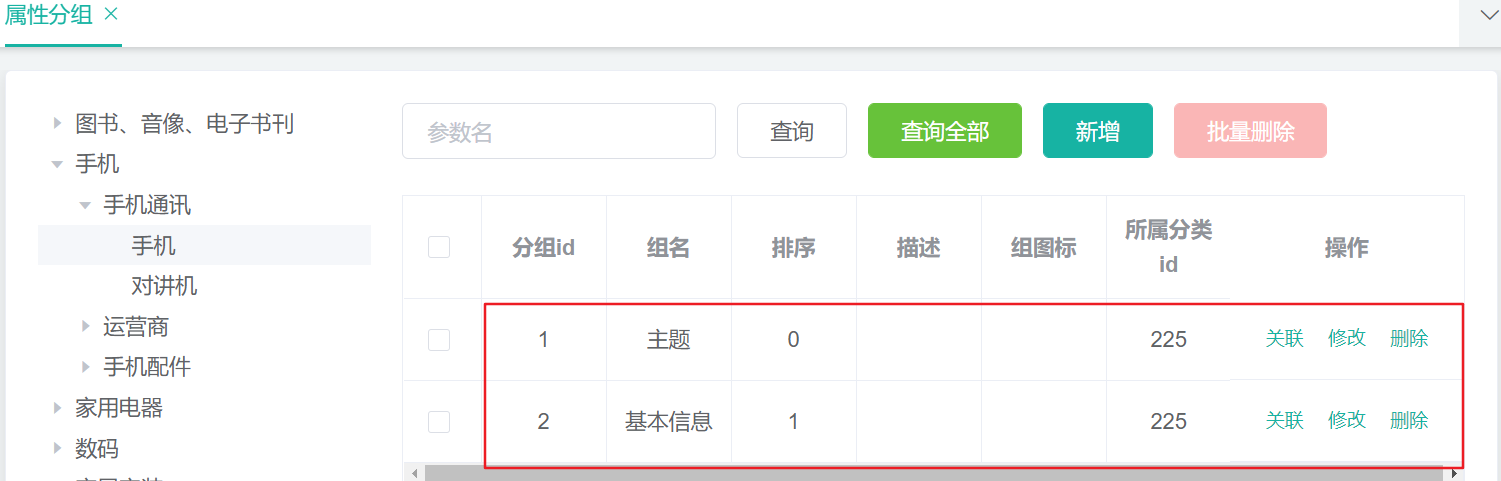 属性分组
图书、音像、电子书刊
手机
手机通讯
手机
对讲机
运营商
手机配件
家用电器
数码
参数名 查询 查询全部 新增 批量删除
分组id 组名 排序 描述 组图标 所属分类id 操作
1 主题 0 225 关联 修改 删除
2 基本信息 1 225 关联 修改 删除